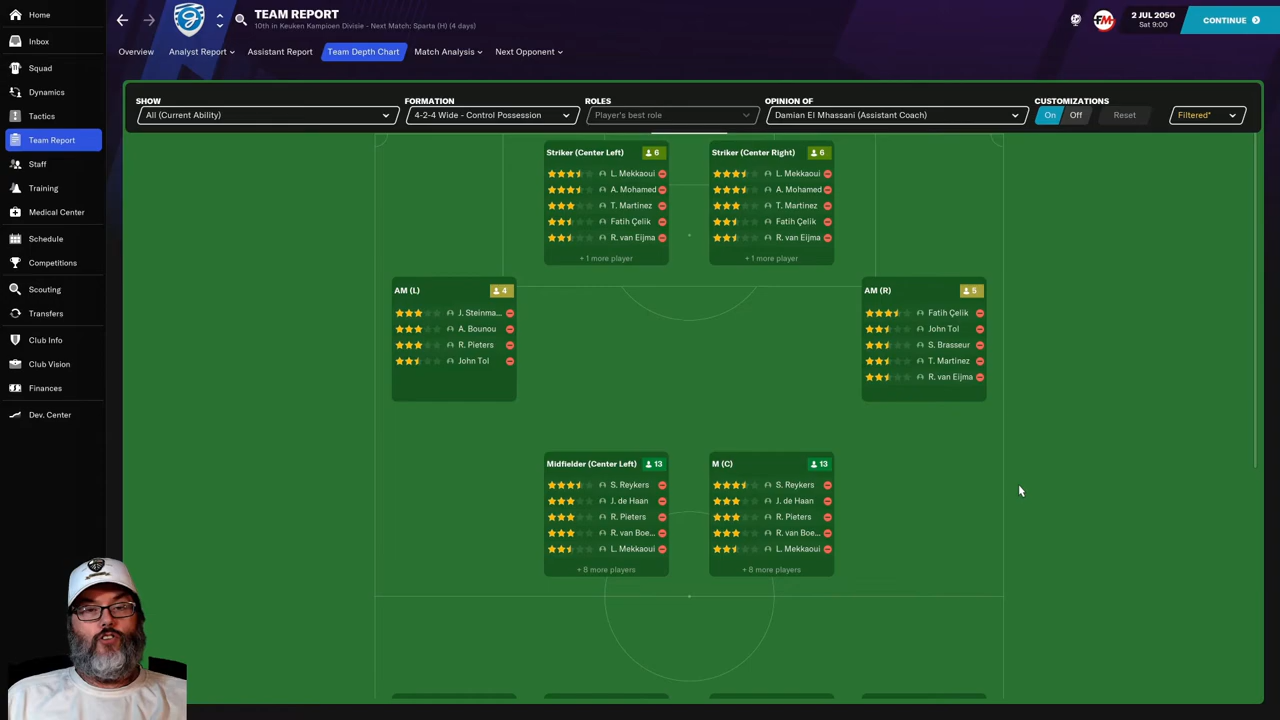 Home
Inbox
Squad
Dynamics
Tactics
Team Report
Staff
Training
Medical Center
Schedule
Competitions
Scouting
Transfers
Club Info
Club Vision
Finances
Dev. Center
TEAM REPORT
10th in Keuken Kampioen Divisie - Next Match: Sparta (H) (4 days)
FM
2 JUL 2050
Sat 9:00
CONTINUE
Overview
Analyst Report
Assistant Report
Team Depth Chart
Match Analysis
Next Opponent
SHOW
All (Current Ability)
FORMATION
4-2-4 Wide - Control Possession
ROLES
Player's best role
OPINION OF
Damian El Mhassani (Assistant Coach)
CUSTOMIZATIONS
On
Off
Reset
Filtered*
Striker (Center Left) 6
L. Mekkaoui
A. Mohamed
T. Martinez
Fatih Çelik
R. van Eijma
+ 1 more player
Striker (Center Right) 6
L. Mekkaoui
A. Mohamed
T. Martinez
Fatih Çelik
R. van Eijma
+ 1 more player
AM (L) 4
J. Steinma...
A. Bounou
R. Pieters
John Tol
AM (R) 5
Fatih Çelik
John Tol
S. Brasseur
T. Martinez
R. van Eijma
Midfielder (Center Left) 13
S. Reykers
J. de Haan
R. Pieters
R. van Boe...
L. Mekkaoui
+ 8 more players
M (C) 13
S. Reykers
J. de Haan
R. Pieters
R. van Boe...
L. Mekkaoui
+ 8 more players